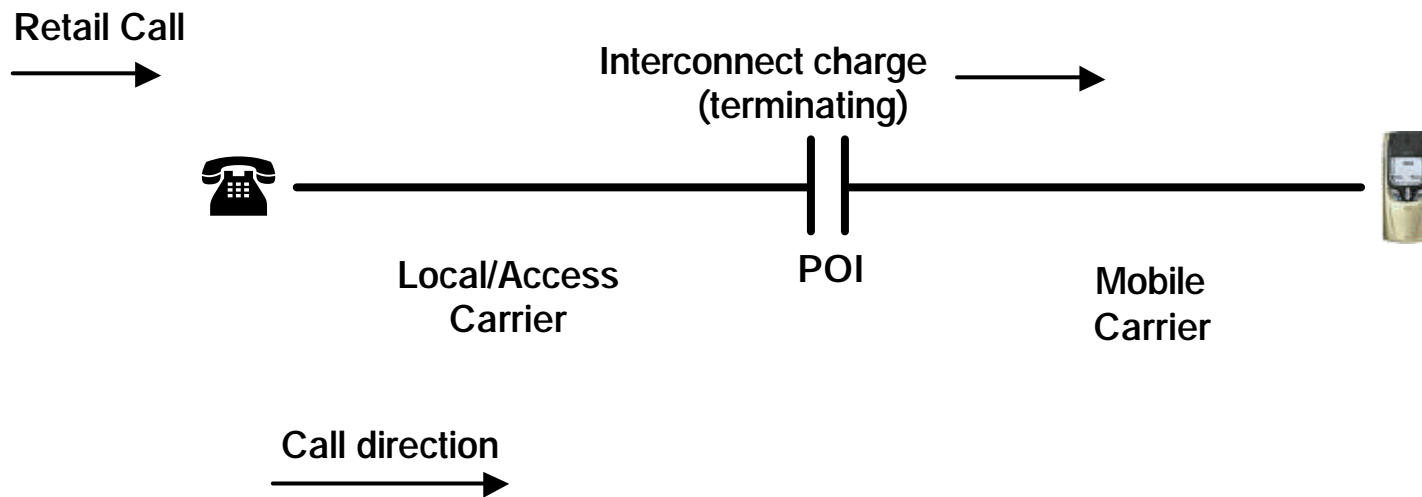 Retail Call
Interconnect charge
(terminating)
Local/Access
Carrier
POI
Mobile
Carrier
Call direction